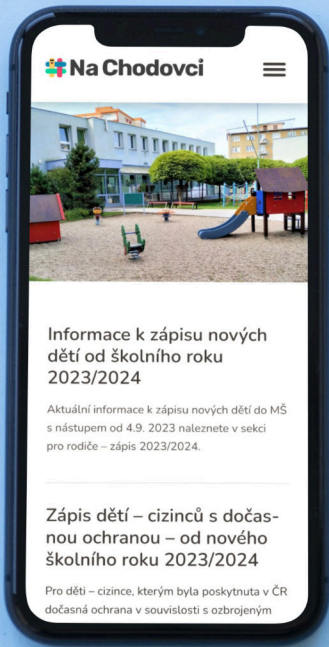 Na Chodovci
Informace k zápisu nových
dětí od školního roku
2023/2024
Aktuální informace k zápisu nových dětí do MŠ
s nástupem od 4.9. 2023 naleznete v sekci
pro rodiče – zápis 2023/2024.
Zápis dětí – cizinců s dočas-
nou ochranou – od nového
školního roku 2023/2024
Pro děti – cizince, kterým byla poskytnuta v ČR
dočasná ochrana v souvislosti s ozbrojeným